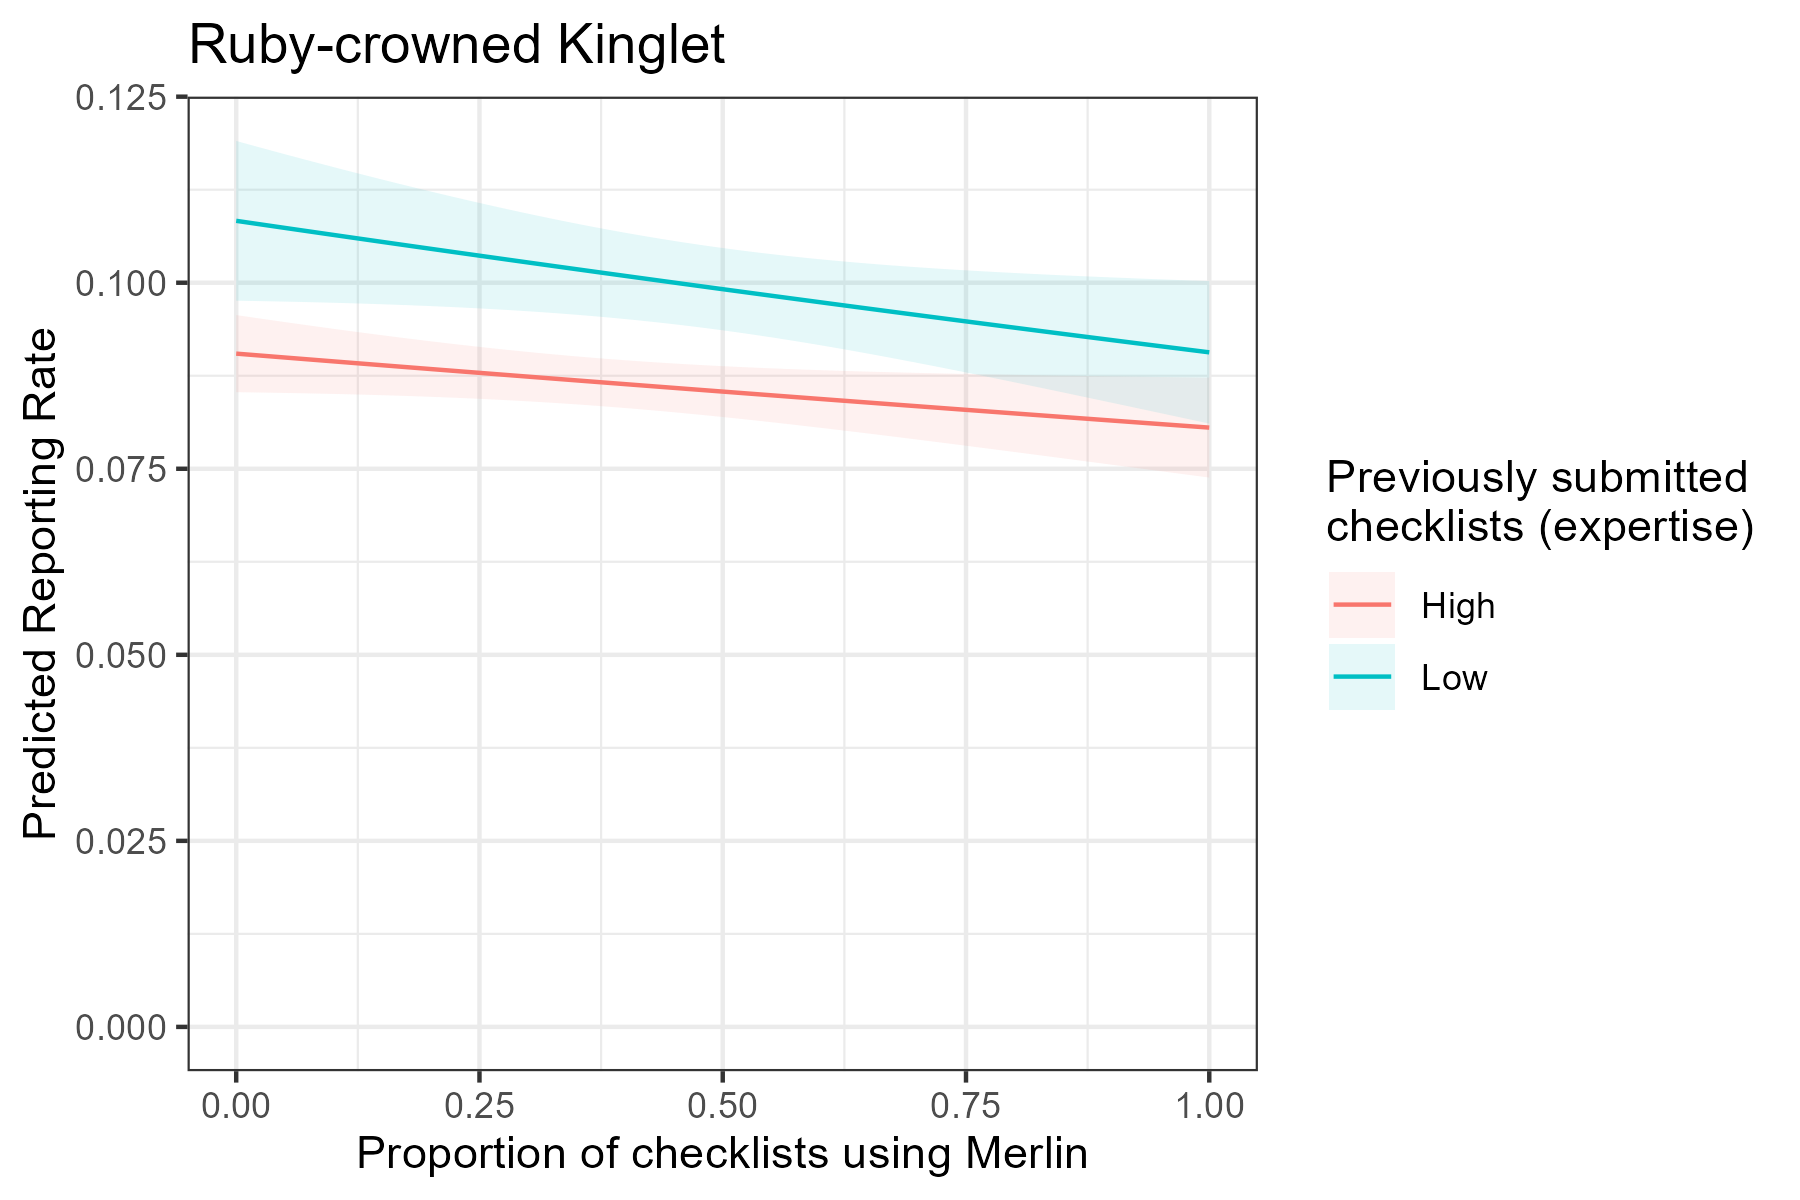 Ruby-crowned Kinglet
0.125
0.100
0.075
0.050
0.025
0.000
Predicted Reporting Rate
0.00 0.25 0.50 0.75 1.00
Proportion of checklists using Merlin
Previously submitted
checklists (expertise)
High
Low